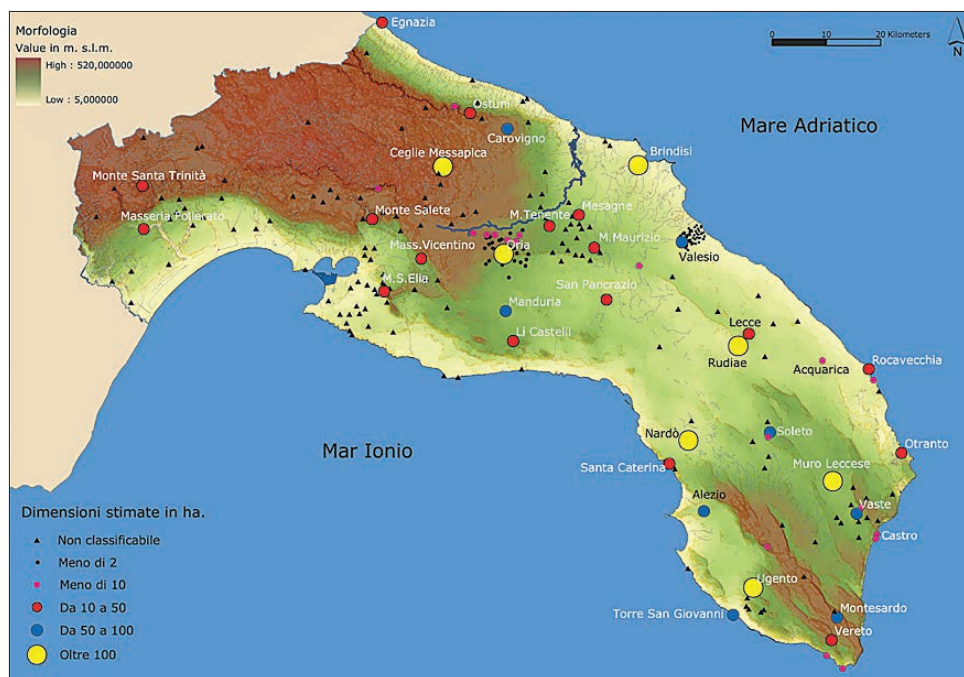 Egnazia
Morfologia
Value in m. s.l.m.
High : 520,000000
Low : 5,000000
0 10 20 Kilometers
N
Ostuni
Carovigno
Mare Adriatico
Ceglie Messapica
Brindisi
Monte Santa Trinità
Masseria Follerato
Monte Salete
M.Tenente
Mesagne
Mass.Vicentino
Oria
M.Maurizio
Valesio
M.S.Elia
San Pancrazio
Manduria
Li Castelli
Lecce
Rudiae
Acquarica
Rocavecchia
Mar Ionio
Nardò
Soleto
Otranto
Santa Caterina
Muro Leccese
Alezio
Vaste
Castro
Ugento
Torre San Giovanni
Montesardo
Vereto
Dimensioni stimate in ha.
Non classificabile
Meno di 2
Meno di 10
Da 10 a 50
Da 50 a 100
Oltre 100